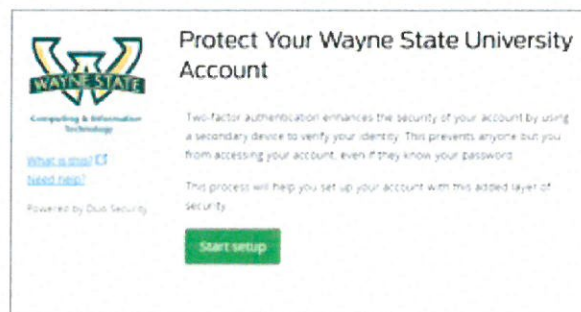 WAYNE STATE
Computing & Information
Technology
What is this?
Need help?
Powered by Duo Security
Protect Your Wayne State University
Account
Two-factor authentication enhances the security of your account by using
a secondary device to verify your identity. This prevents anyone but you
from accessing your account, even if they know your password.
This process will help you set up your account with this added layer of
security.
Start setup